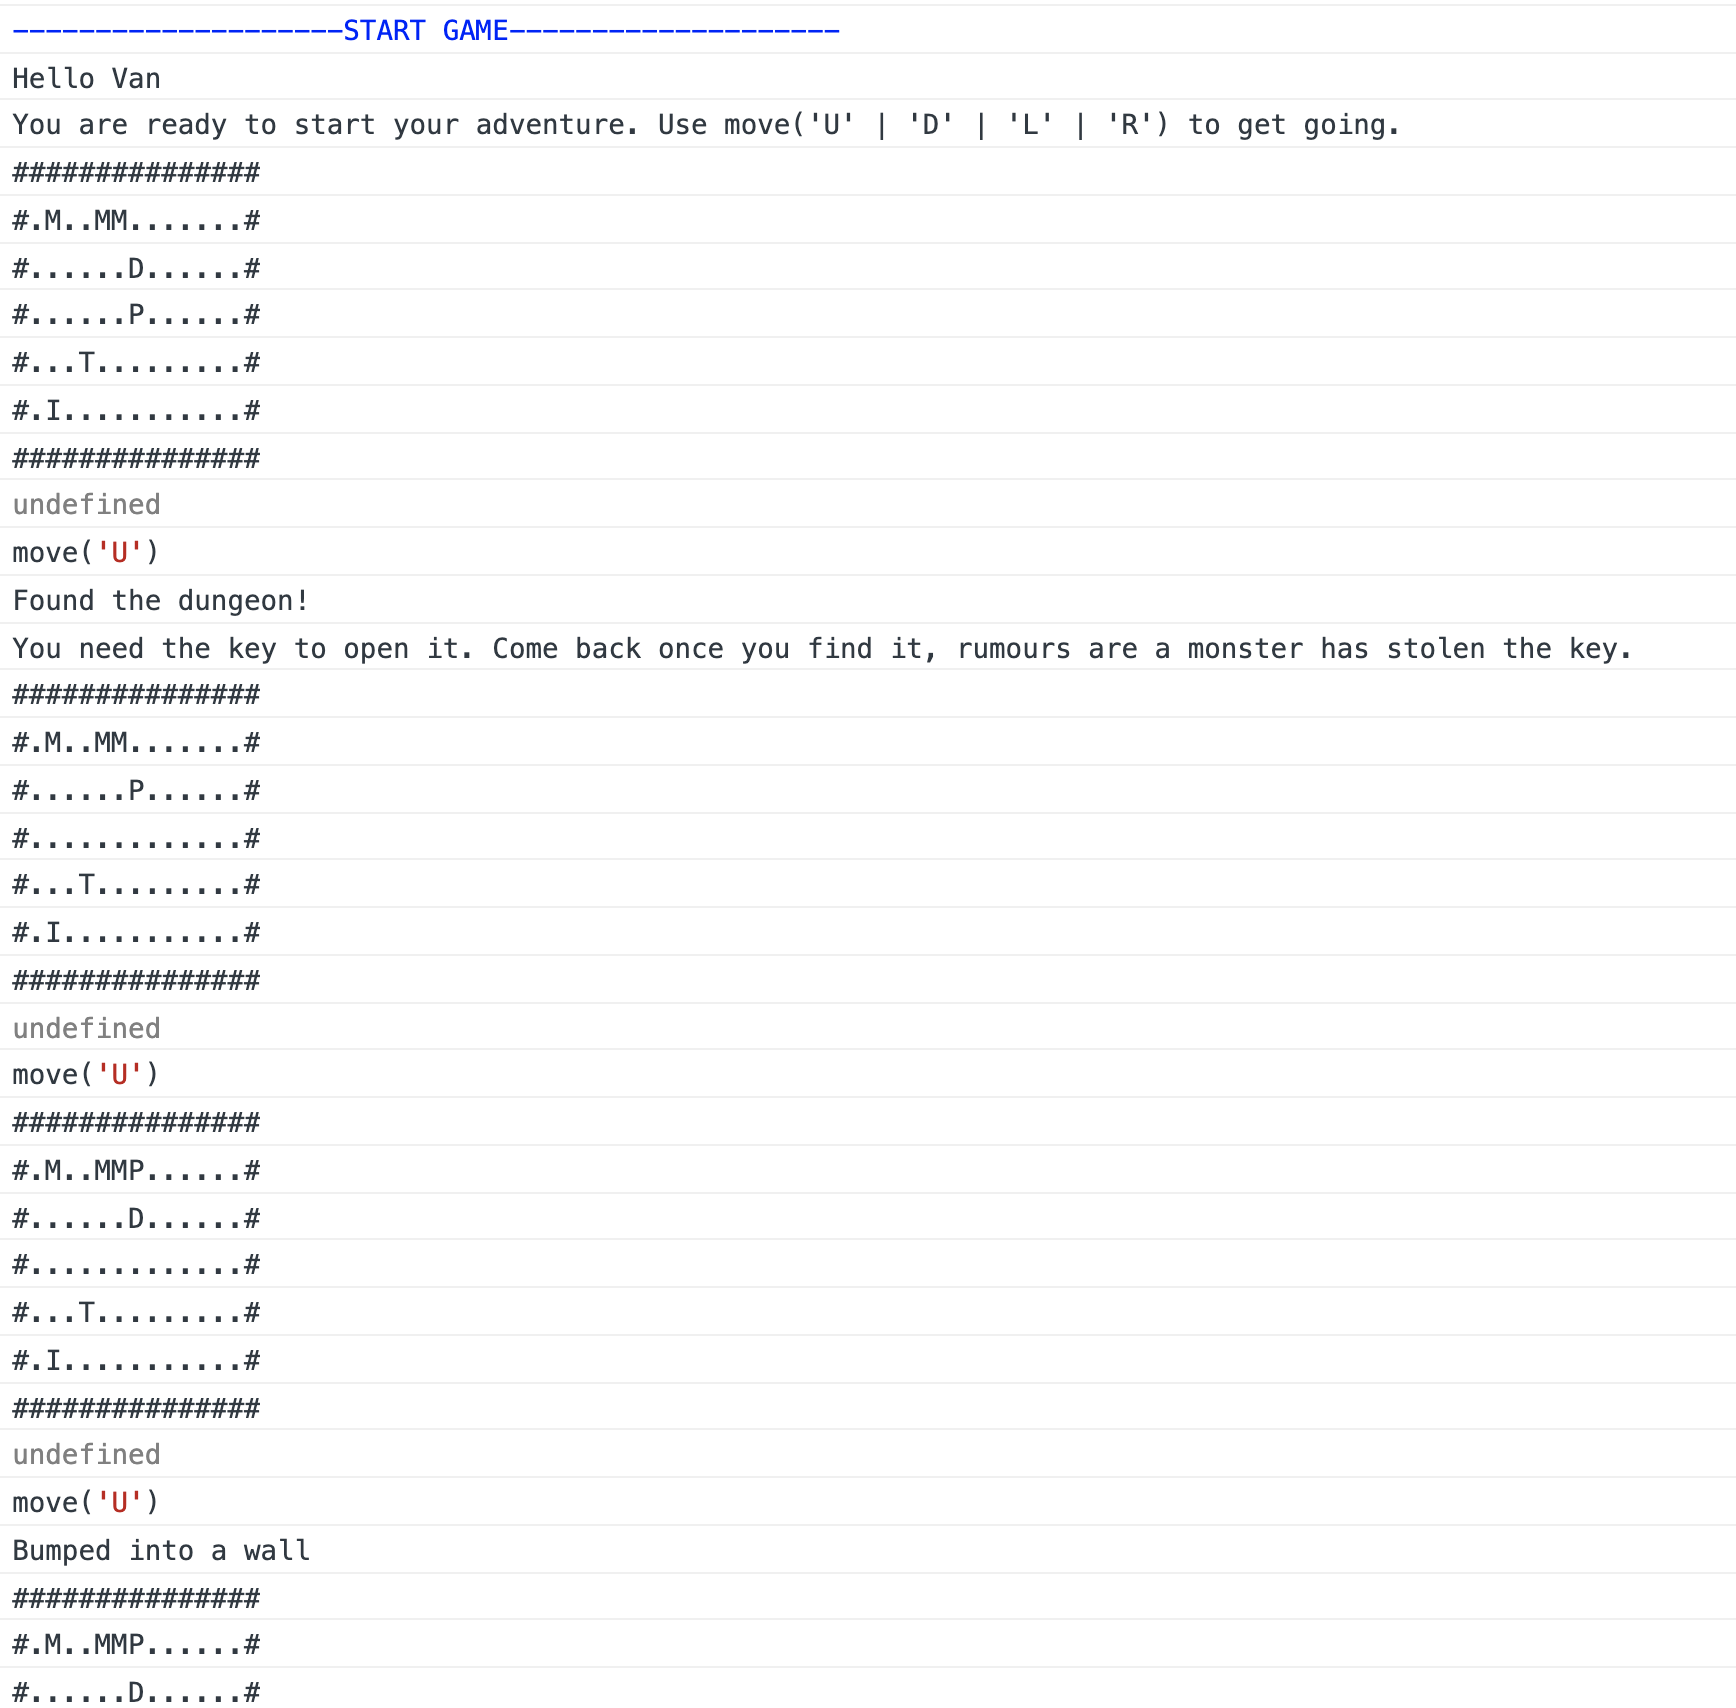 --------------------START GAME--------------------
Hello Van
You are ready to start your adventure. Use move('U' | 'D' | 'L' | 'R') to get going.
###############
#.M..MM.......#
#......D......#
#......P......#
#...T.........#
#.I...........#
###############
undefined
move('U')
Found the dungeon!
You need the key to open it. Come back once you find it, rumours are a monster has stolen the key.
###############
#.M..MM.......#
#......P......#
#.............#
#...T.........#
#.I...........#
###############
undefined
move('U')
###############
#.M..MMP......#
#......D......#
#.............#
#...T.........#
#.I...........#
###############
undefined
move('U')
Bumped into a wall
###############
#.M..MMP......#
#......D......#